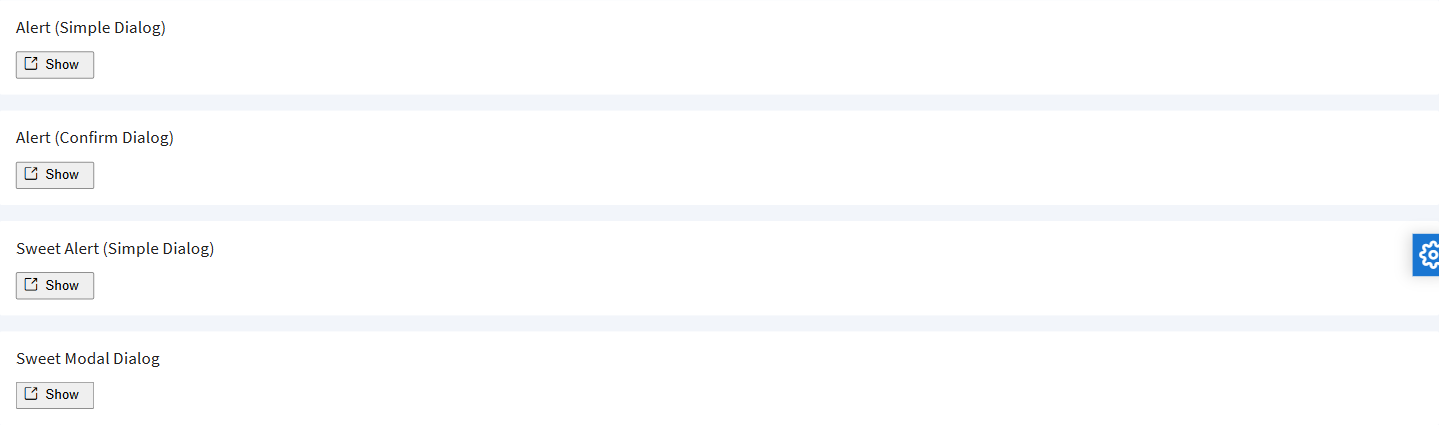 Alert (Simple Dialog)
Show
Alert (Confirm Dialog)
Show
Sweet Alert (Simple Dialog)
Show
Sweet Modal Dialog
Show